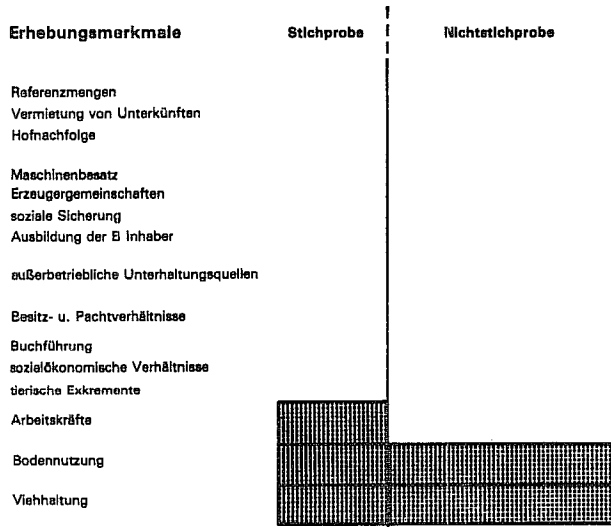 Erhebungsmerkmale Stichprobe Nichtstichprobe
Referenzmengen
Vermietung von Unterkünften
Hofnachfolge
Maschinenbesatz
Erzeugergemeinschaften
soziale Sicherung
Ausbildung der B Inhaber
außerbetriebliche Unterhaltungsquellen
Besitz- u. Pachtverhältnisse
Buchführung
sozialökonomische Verhältnisse
tierische Exkremente
Arbeitskräfte
Bodennutzung
Viehhaltung